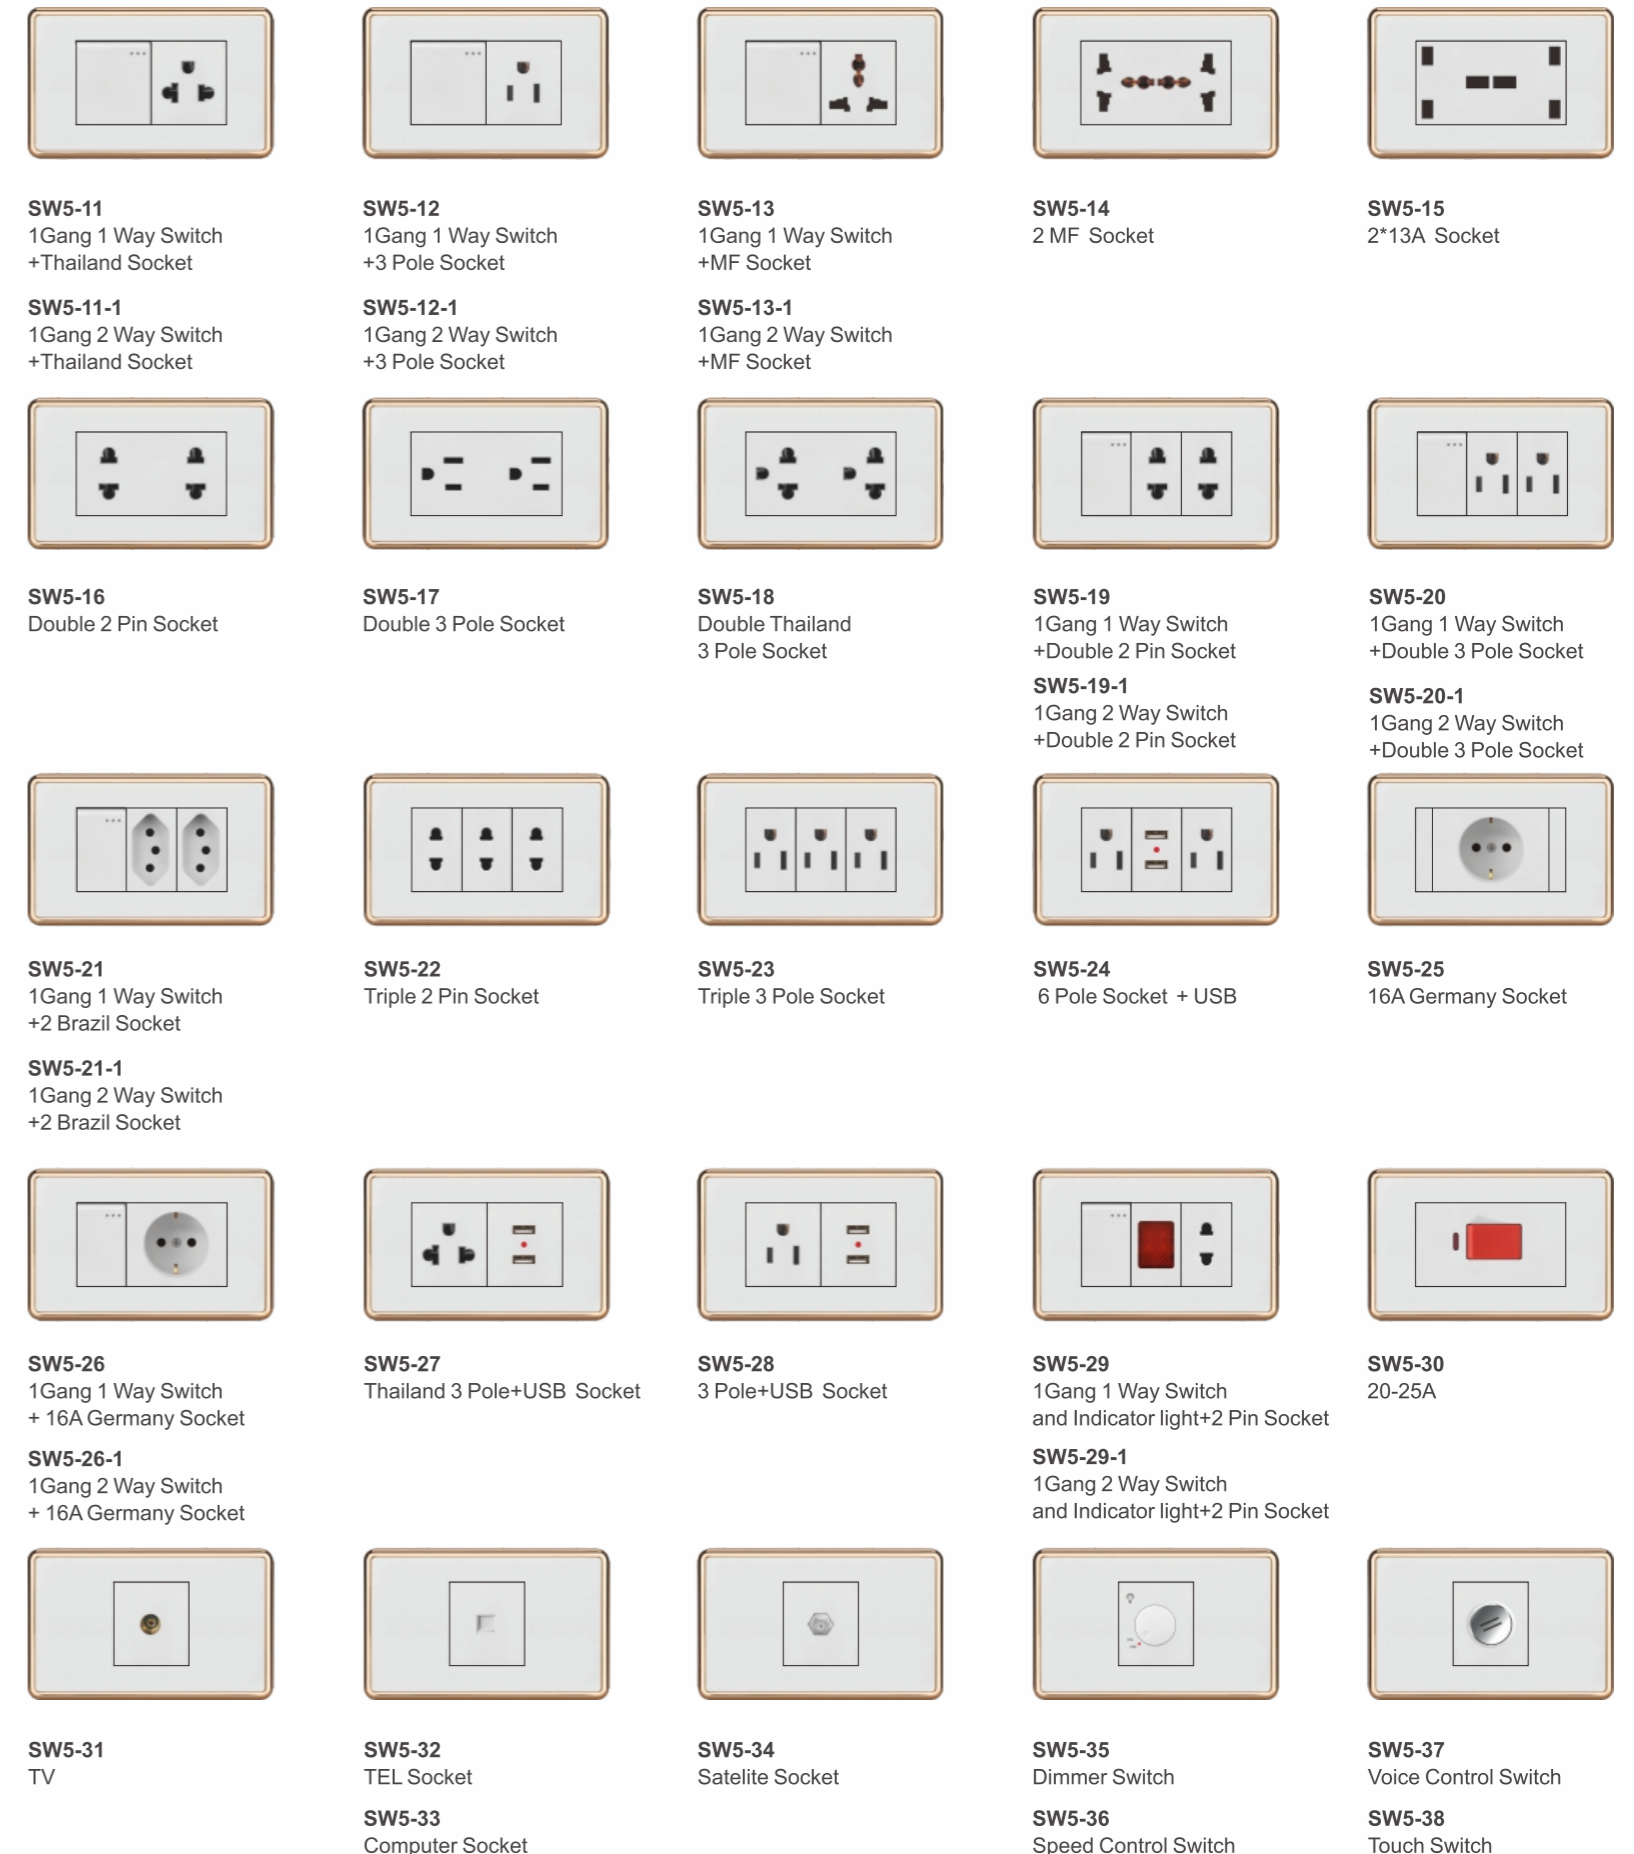 SW5-11
1Gang 1 Way Switch
+Thailand Socket
SW5-11-1
1Gang 2 Way Switch
+Thailand Socket
SW5-12
1Gang 1 Way Switch
+3 Pole Socket
SW5-12-1
1Gang 2 Way Switch
+3 Pole Socket
SW5-13
1Gang 1 Way Switch
+MF Socket
SW5-13-1
1Gang 2 Way Switch
+MF Socket
SW5-14
2 MF Socket
SW5-15
2*13A Socket
SW5-16
Double 2 Pin Socket
SW5-17
Double 3 Pole Socket
SW5-18
Double Thailand
3 Pole Socket
SW5-19
1Gang 1 Way Switch
+Double 2 Pin Socket
SW5-19-1
1Gang 2 Way Switch
+Double 2 Pin Socket
SW5-20
1Gang 1 Way Switch
+Double 3 Pole Socket
SW5-20-1
1Gang 2 Way Switch
+Double 3 Pole Socket
SW5-21
1Gang 1 Way Switch
+2 Brazil Socket
SW5-21-1
1Gang 2 Way Switch
+2 Brazil Socket
SW5-22
Triple 2 Pin Socket
SW5-23
Triple 3 Pole Socket
SW5-24
6 Pole Socket + USB
SW5-25
16A Germany Socket
SW5-26
1Gang 1 Way Switch
+ 16A Germany Socket
SW5-26-1
1Gang 2 Way Switch
+ 16A Germany Socket
SW5-27
Thailand 3 Pole+USB Socket
SW5-28
3 Pole+USB Socket
SW5-29
1Gang 1 Way Switch
and Indicator light+2 Pin Socket
SW5-29-1
1Gang 2 Way Switch
and Indicator light+2 Pin Socket
SW5-30
20-25A
SW5-31
TV
SW5-32
TEL Socket
SW5-33
Computer Socket
SW5-34
Satelite Socket
SW5-35
Dimmer Switch
SW5-36
Speed Control Switch
SW5-37
Voice Control Switch
SW5-38
Touch Switch